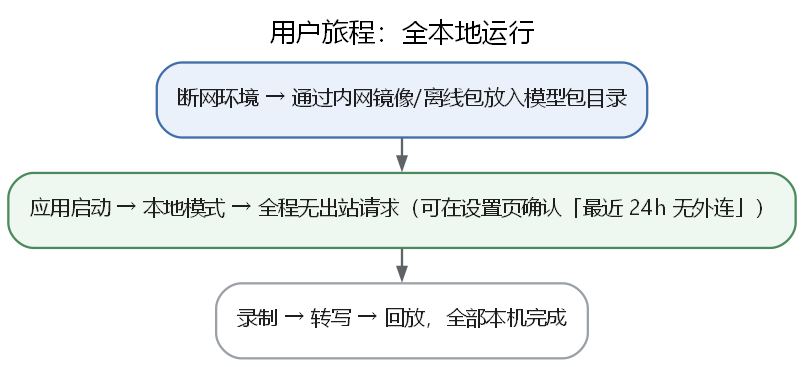 用户旅程：全本地运行
断网环境 → 通过内网镜像/离线包放入模型包目录
应用启动 → 本地模式 → 全程无出站请求（可在设置页确认「最近 24h 无外连」）
录制 → 转写 → 回放，全部本机完成